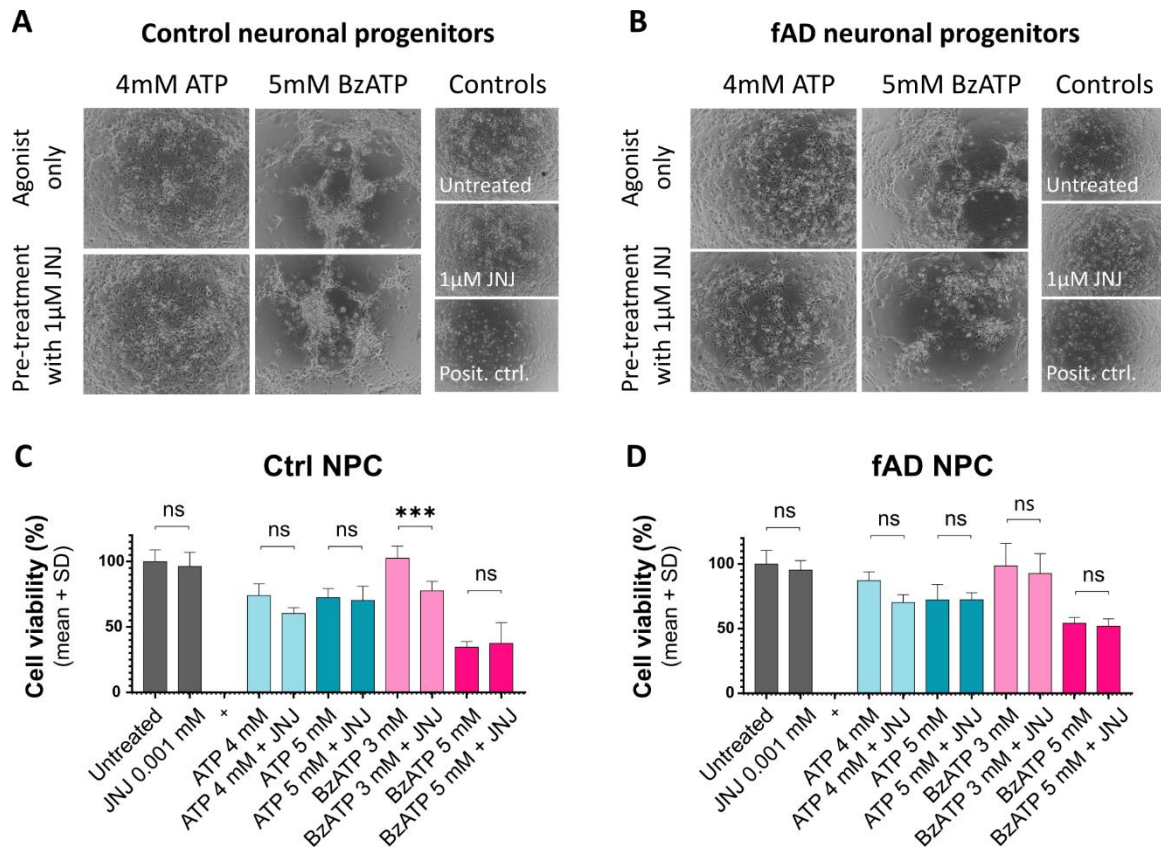 A
Control neuronal progenitors
4mM ATP
5mM BzATP
Controls
Agonist
only
Pre-treatment
with 1µM JNJ
Untreated
1µM JNJ
Posit. ctrl.
B
fAD neuronal progenitors
4mM ATP
5mM BzATP
Controls
Agonist
only
Pre-treatment
with 1µM JNJ
Untreated
1µM JNJ
Posit. ctrl.
C
Ctrl NPC
Cell viability (%)
(mean + SD)
100
50
0
ns
ns
ns
***
ns
Untreated
JNJ 0.001 mM
+
ATP 4 mM
ATP 4 mM + JNJ
ATP 5 mM
ATP 5 mM + JNJ
BzATP 3 mM
BzATP 3 mM + JNJ
BzATP 5 mM
BzATP 5 mM + JNJ
D
fAD NPC
Cell viability (%)
(mean + SD)
100
50
0
ns
ns
ns
ns
ns
Untreated
JNJ 0.001 mM
+
ATP 4 mM
ATP 4 mM + JNJ
ATP 5 mM
ATP 5 mM + JNJ
BzATP 3 mM
BzATP 3 mM + JNJ
BzATP 5 mM
BzATP 5 mM + JNJ